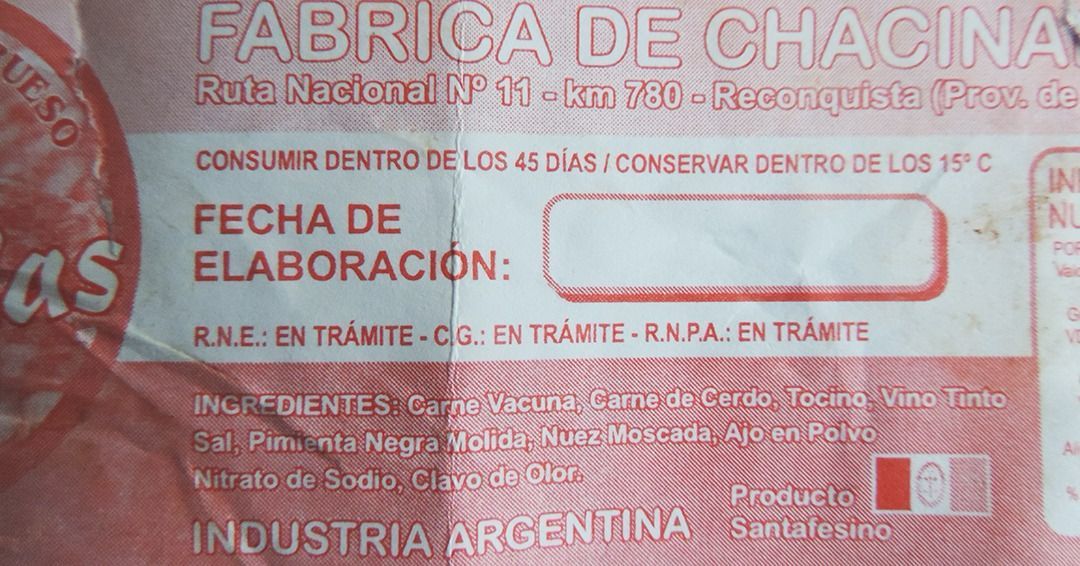 FABRICA DE CHACINA
Ruta Nacional Nº 11 - km 780 - Reconquista (Prov. de
CONSUMIR DENTRO DE LOS 45 DÍAS / CONSERVAR DENTRO DE LOS 15º C
FECHA DE
ELABORACIÓN:
R.N.E.: EN TRÁMITE - C.G.: EN TRÁMITE - R.N.P.A.: EN TRÁMITE
INGREDIENTES: Carne Vacuna, Carne de Cerdo, Tocino, Vino Tinto
Sal, Pimienta Negra Molida, Nuez Moscada, Ajo en Polvo
Nitrato de Sodio, Clavo de Olor.
Producto
Santafesino
INDUSTRIA ARGENTINA